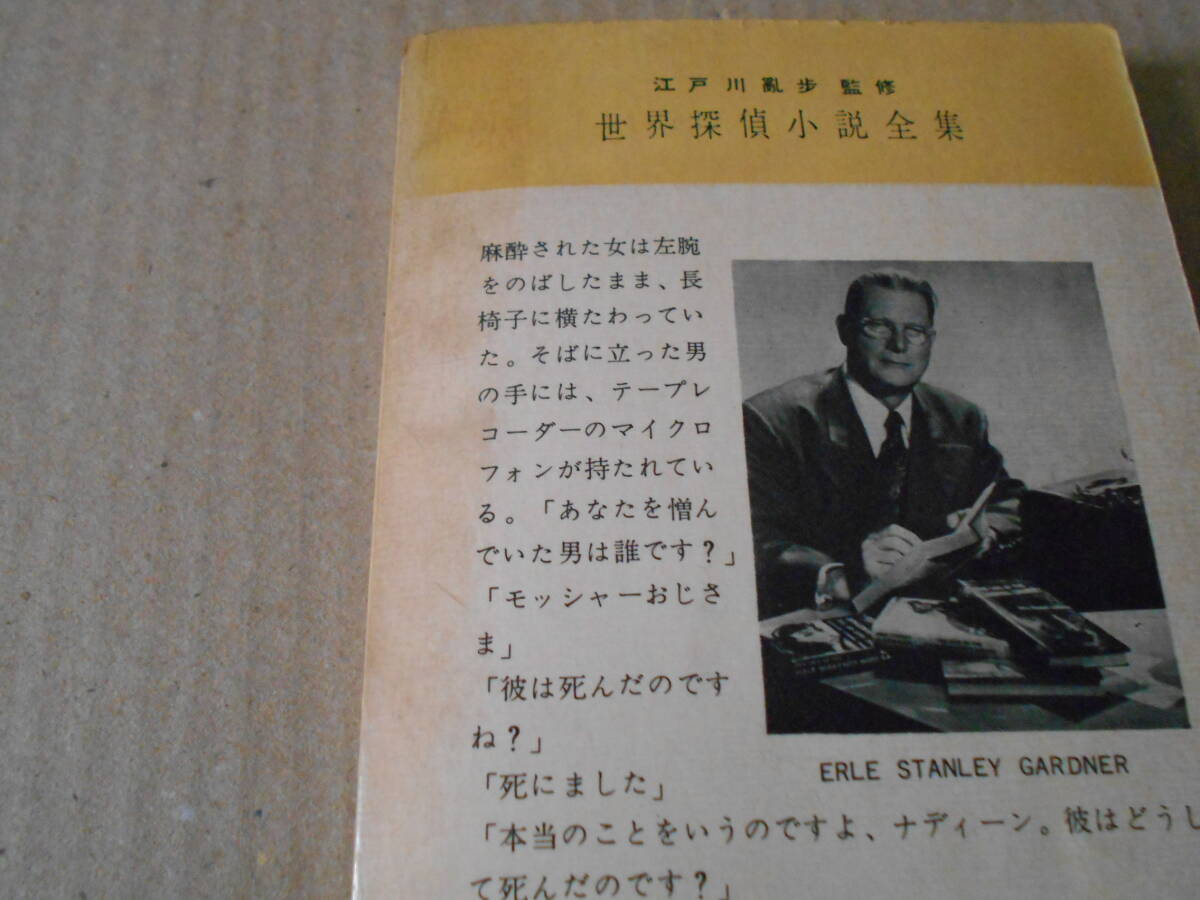 江戸川亂步監修
世界探偵小説全集
麻酔された女は左腕
をのばしたまま、長
椅子に横たわってい
た。そばに立った男
の手には、テープレ
コーダーのマイクロ
フォンが持たれてい
る。「あなたを憎ん
でいた男は誰です？」
「モッシャーおじさ
ま」
「彼は死んだのです
ね？」
「死にました」
「本当のことをいうのですよ、ナディーン。彼はどうし
て死んだのです？」
ERLE STANLEY GARDNER